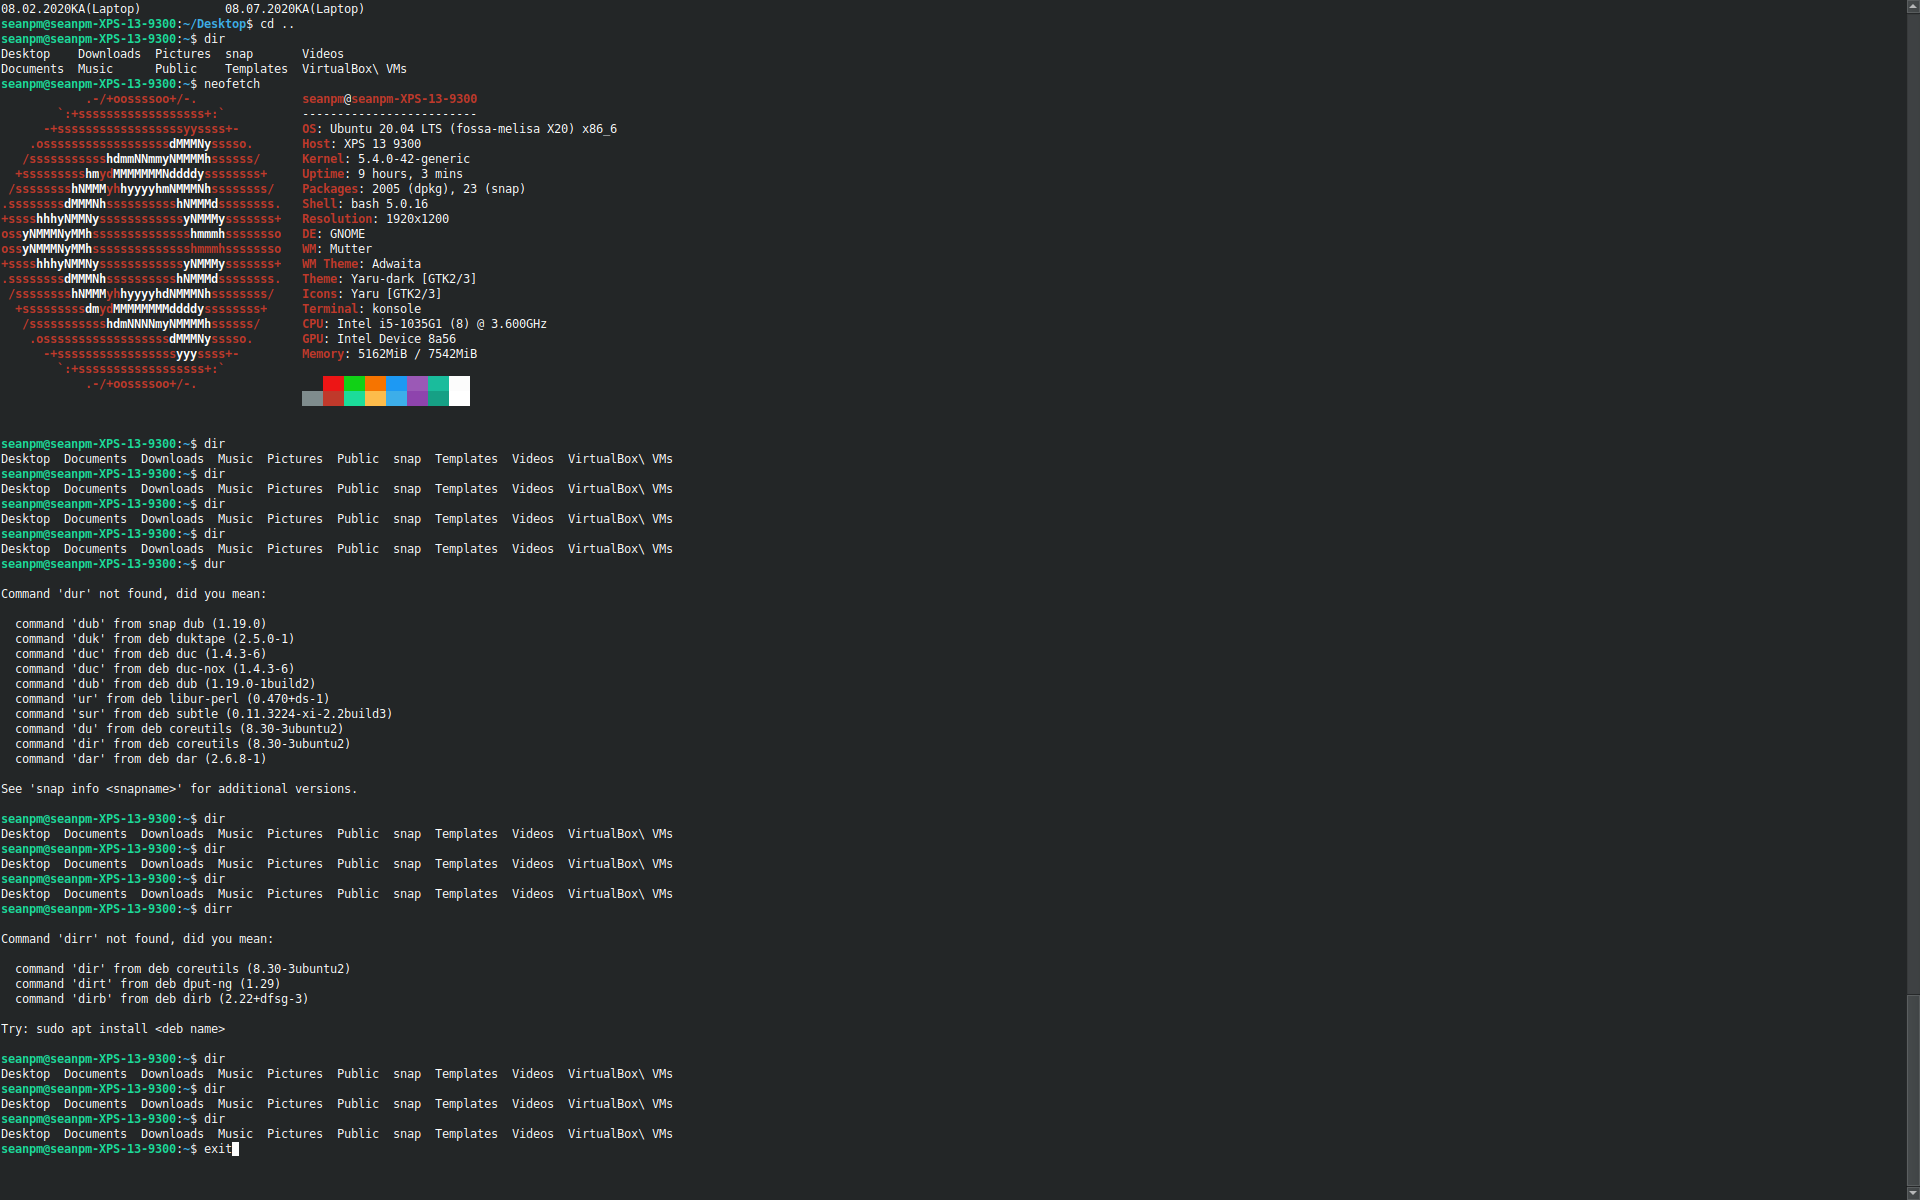 08.02.2020KA(Laptop)            08.07.2020KA(Laptop)
seanpm@seanpm-XPS-13-9300:~/Desktop$ cd ..
seanpm@seanpm-XPS-13-9300:~$ dir
Desktop    Downloads  Pictures  snap       Videos
Documents  Music      Public    Templates  VirtualBox\ VMs
seanpm@seanpm-XPS-13-9300:~$ neofetch
            .-/+oossssoo+/-.               seanpm@seanpm-XPS-13-9300
        `:+ssssssssssssssssss+:`           -------------------------
      -+ssssssssssssssssssyyssss+-         OS: Ubuntu 20.04 LTS (fossa-melisa X20) x86_6
    .ossssssssssssssssssdMMMNysssso.       Host: XPS 13 9300
   /ssssssssssshdmmNNmmyNMMMMhssssss/      Kernel: 5.4.0-42-generic
  +ssssssssshmydMMMMMMMNddddyssssssss+     Uptime: 9 hours, 3 mins
 /sssssssshNMMMyhhyyyyhmNMMMNhssssssss/    Packages: 2005 (dpkg), 23 (snap)
.ssssssssdMMMNhsssssssssshNMMMdssssssss.   Shell: bash 5.0.16
+sssshhhyNMMNyssssssssssssyNMMMysssssss+   Resolution: 1920x1200
ossyNMMMNyMMhsssssssssssssshmmmhssssssso   DE: GNOME
ossyNMMMNyMMhsssssssssssssshmmmhssssssso   WM: Mutter
+sssshhhyNMMNyssssssssssssyNMMMysssssss+   WM Theme: Adwaita
.ssssssssdMMMNhsssssssssshNMMMdssssssss.   Theme: Yaru-dark [GTK2/3]
 /sssssssshNMMMyhhyyyyhdNMMMNhssssssss/    Icons: Yaru [GTK2/3]
  +sssssssssdmydMMMMMMMMddddyssssssss+     Terminal: konsole
   /ssssssssssshdmNNNNmyNMMMMhssssss/      CPU: Intel i5-1035G1 (8) @ 3.600GHz
    .ossssssssssssssssssdMMMNysssso.       GPU: Intel Device 8a56
      -+sssssssssssssssssyyyssss+-         Memory: 5162MiB / 7542MiB
        `:+ssssssssssssssssss+:`
            .-/+oossssoo+/-.
seanpm@seanpm-XPS-13-9300:~$ dir
Desktop  Documents  Downloads  Music  Pictures  Public  snap  Templates  Videos  VirtualBox\ VMs
seanpm@seanpm-XPS-13-9300:~$ dir
Desktop  Documents  Downloads  Music  Pictures  Public  snap  Templates  Videos  VirtualBox\ VMs
seanpm@seanpm-XPS-13-9300:~$ dir
Desktop  Documents  Downloads  Music  Pictures  Public  snap  Templates  Videos  VirtualBox\ VMs
seanpm@seanpm-XPS-13-9300:~$ dir
Desktop  Documents  Downloads  Music  Pictures  Public  snap  Templates  Videos  VirtualBox\ VMs
seanpm@seanpm-XPS-13-9300:~$ dur
Command 'dur' not found, did you mean:
  command 'dub' from snap dub (1.19.0)
  command 'duk' from deb duktape (2.5.0-1)
  command 'duc' from deb duc (1.4.3-6)
  command 'duc' from deb duc-nox (1.4.3-6)
  command 'dub' from deb dub (1.19.0-1build2)
  command 'ur' from deb libur-perl (0.470+ds-1)
  command 'sur' from deb subtle (0.11.3224-xi-2.2build3)
  command 'du' from deb coreutils (8.30-3ubuntu2)
  command 'dir' from deb coreutils (8.30-3ubuntu2)
  command 'dar' from deb dar (2.6.8-1)
See 'snap info <snapname>' for additional versions.
seanpm@seanpm-XPS-13-9300:~$ dir
Desktop  Documents  Downloads  Music  Pictures  Public  snap  Templates  Videos  VirtualBox\ VMs
seanpm@seanpm-XPS-13-9300:~$ dir
Desktop  Documents  Downloads  Music  Pictures  Public  snap  Templates  Videos  VirtualBox\ VMs
seanpm@seanpm-XPS-13-9300:~$ dir
Desktop  Documents  Downloads  Music  Pictures  Public  snap  Templates  Videos  VirtualBox\ VMs
seanpm@seanpm-XPS-13-9300:~$ dirr
Command 'dirr' not found, did you mean:
  command 'dir' from deb coreutils (8.30-3ubuntu2)
  command 'dirt' from deb dput-ng (1.29)
  command 'dirb' from deb dirb (2.22+dfsg-3)
Try: sudo apt install <deb name>
seanpm@seanpm-XPS-13-9300:~$ dir
Desktop  Documents  Downloads  Music  Pictures  Public  snap  Templates  Videos  VirtualBox\ VMs
seanpm@seanpm-XPS-13-9300:~$ dir
Desktop  Documents  Downloads  Music  Pictures  Public  snap  Templates  Videos  VirtualBox\ VMs
seanpm@seanpm-XPS-13-9300:~$ dir
Desktop  Documents  Downloads  Music  Pictures  Public  snap  Templates  Videos  VirtualBox\ VMs
seanpm@seanpm-XPS-13-9300:~$ exit